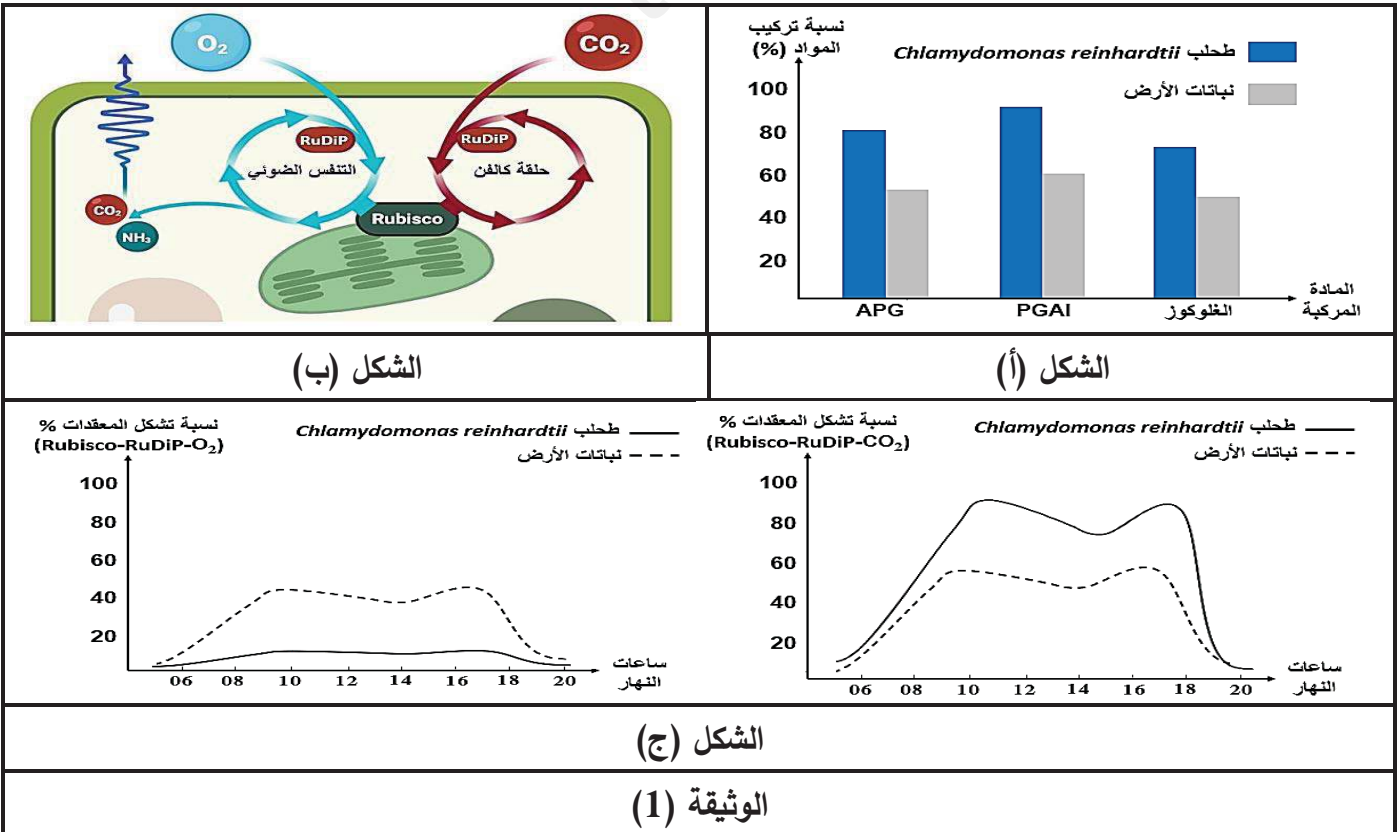 نسبة تركيب
المواد (%)
طحلب Chlamydomonas reinhardtii
نباتات الأرض
100
80
60
40
20
APG
PGAl
الغلوكوز
المادة
المركبة
الشكل (أ)
O₂
CO₂
RuDiP
RuDiP
التنفس الضوئي
حلقة كالفن
Rubisco
CO₂
NH₃
الشكل (ب)
نسبة تشكل المعقدات %
(Rubisco-RuDiP-CO₂)
طحلب Chlamydomonas reinhardtii
نباتات الأرض
100
80
60
40
20
06 08 10 12 14 16 18 20
ساعات
النهار
نسبة تشكل المعقدات %
(Rubisco-RuDiP-O₂)
طحلب Chlamydomonas reinhardtii
نباتات الأرض
100
80
60
40
20
06 08 10 12 14 16 18 20
ساعات
النهار
الشكل (ج)
الوثيقة (1)